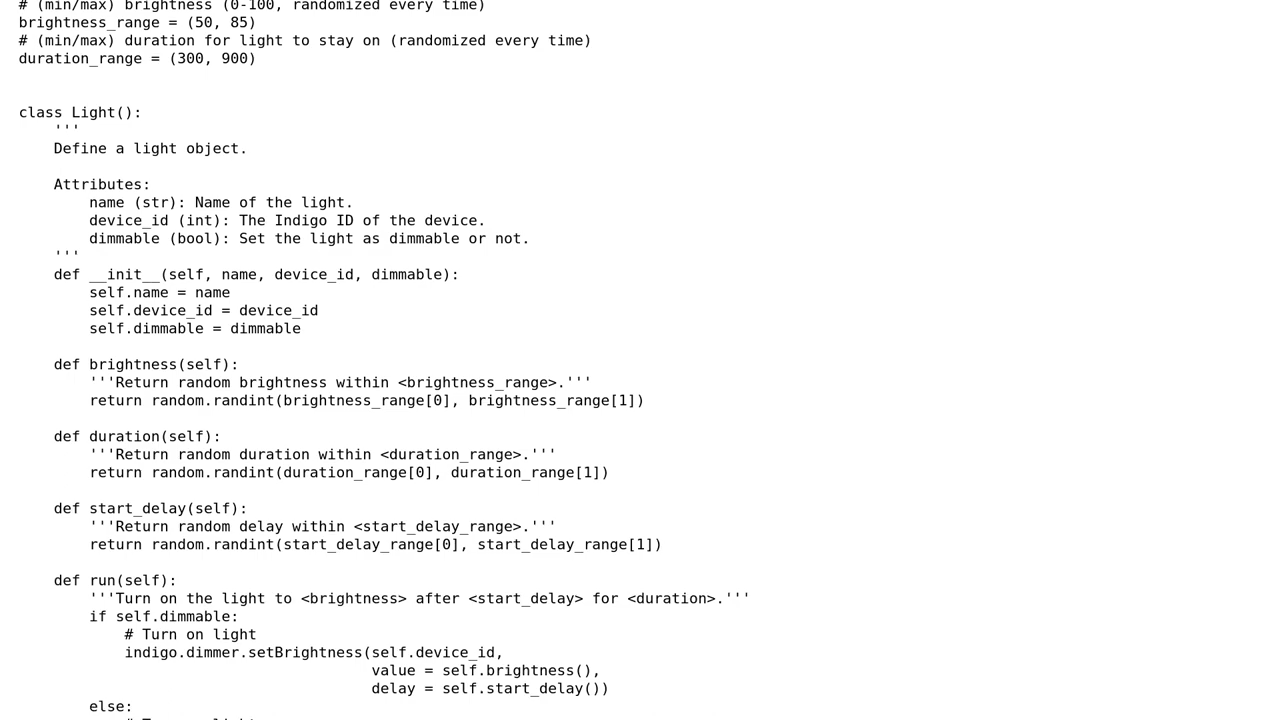 # (min/max) brightness (0-100, randomized every time)
brightness_range = (50, 85)
# (min/max) duration for light to stay on (randomized every time)
duration_range = (300, 900)


class Light():
    '''
    Define a light object.

    Attributes:
        name (str): Name of the light.
        device_id (int): The Indigo ID of the device.
        dimmable (bool): Set the light as dimmable or not.
    '''
    def __init__(self, name, device_id, dimmable):
        self.name = name
        self.device_id = device_id
        self.dimmable = dimmable

    def brightness(self):
        '''Return random brightness within <brightness_range>.'''
        return random.randint(brightness_range[0], brightness_range[1])

    def duration(self):
        '''Return random duration within <duration_range>.'''
        return random.randint(duration_range[0], duration_range[1])

    def start_delay(self):
        '''Return random delay within <start_delay_range>.'''
        return random.randint(start_delay_range[0], start_delay_range[1])

    def run(self):
        '''Turn on the light to <brightness> after <start_delay> for <duration>.'''
        if self.dimmable:
            # Turn on light
            indigo.dimmer.setBrightness(self.device_id,
                                        value = self.brightness(),
                                        delay = self.start_delay())
        else: